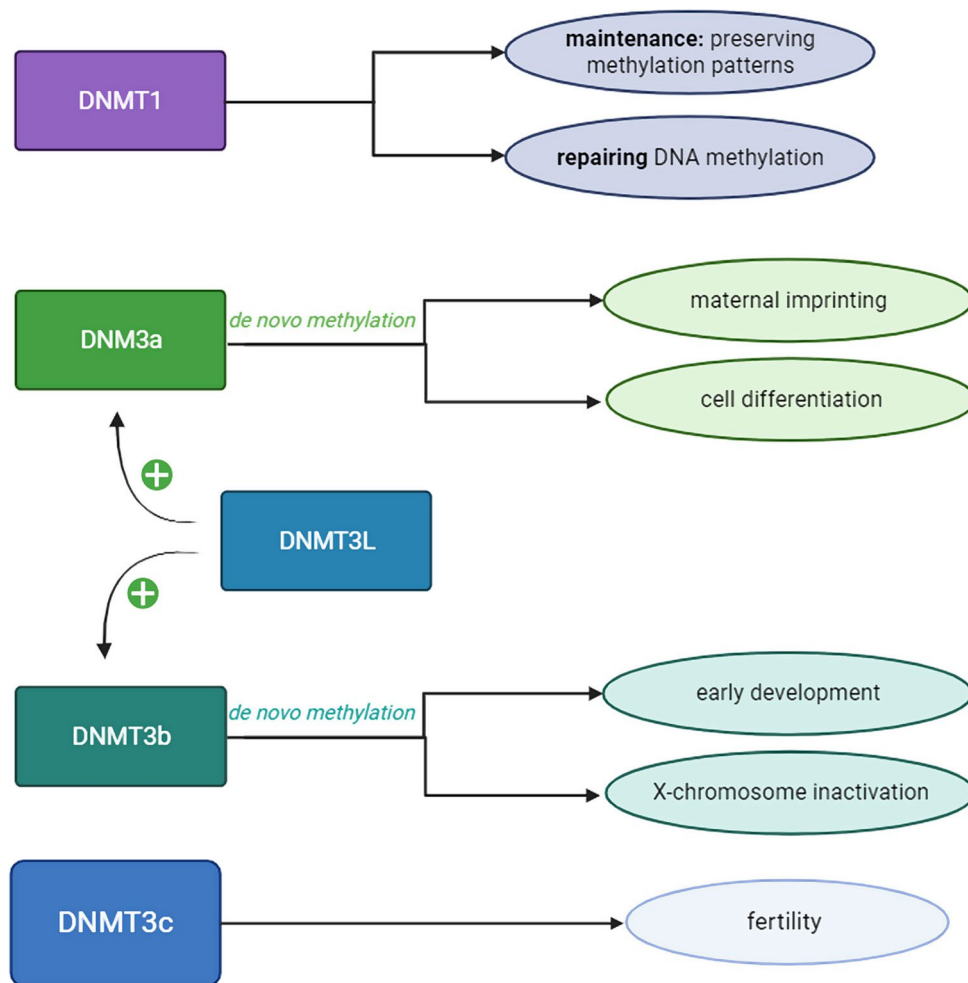 DNMT1
maintenance: preserving
methylation patterns
repairing DNA methylation
DNM3a
de novo methylation
maternal imprinting
cell differentiation
DNMT3L
DNMT3b
de novo methylation
early development
X-chromosome inactivation
DNMT3c
fertility